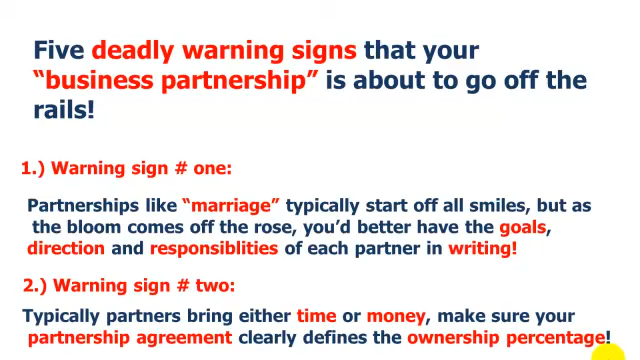 Five deadly warning signs that your
“business partnership” is about to go off the
rails!
1.) Warning sign # one:
Partnerships like “marriage” typically start off all smiles, but as
the bloom comes off the rose, you’d better have the goals,
direction and responsiblities of each partner in writing!
2.) Warning sign # two:
Typically partners bring either time or money, make sure your
partnership agreement clearly defines the ownership percentage!